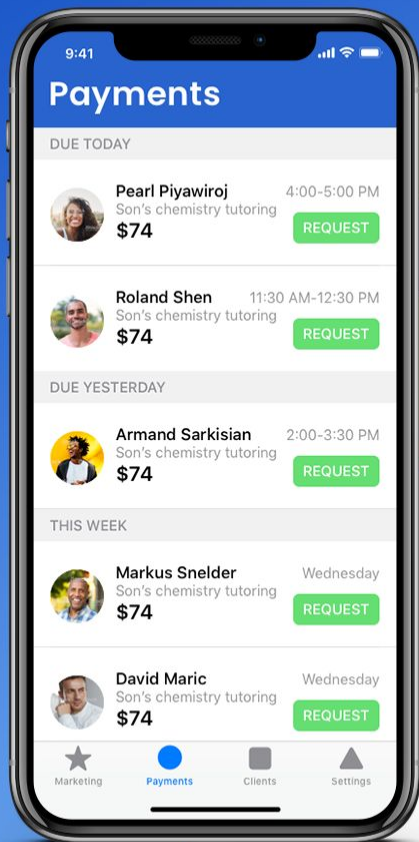 9:41
Payments
DUE TODAY
Pearl Piyawiroj 4:00-5:00 PM
Son's chemistry tutoring
$74 REQUEST
Roland Shen 11:30 AM-12:30 PM
Son's chemistry tutoring
$74 REQUEST
DUE YESTERDAY
Armand Sarkisian 2:00-3:30 PM
Son's chemistry tutoring
$74 REQUEST
THIS WEEK
Markus Snelder Wednesday
Son's chemistry tutoring
$74 REQUEST
David Maric Wednesday
Son's chemistry tutoring
$74 REQUEST
Marketing Payments Clients Settings